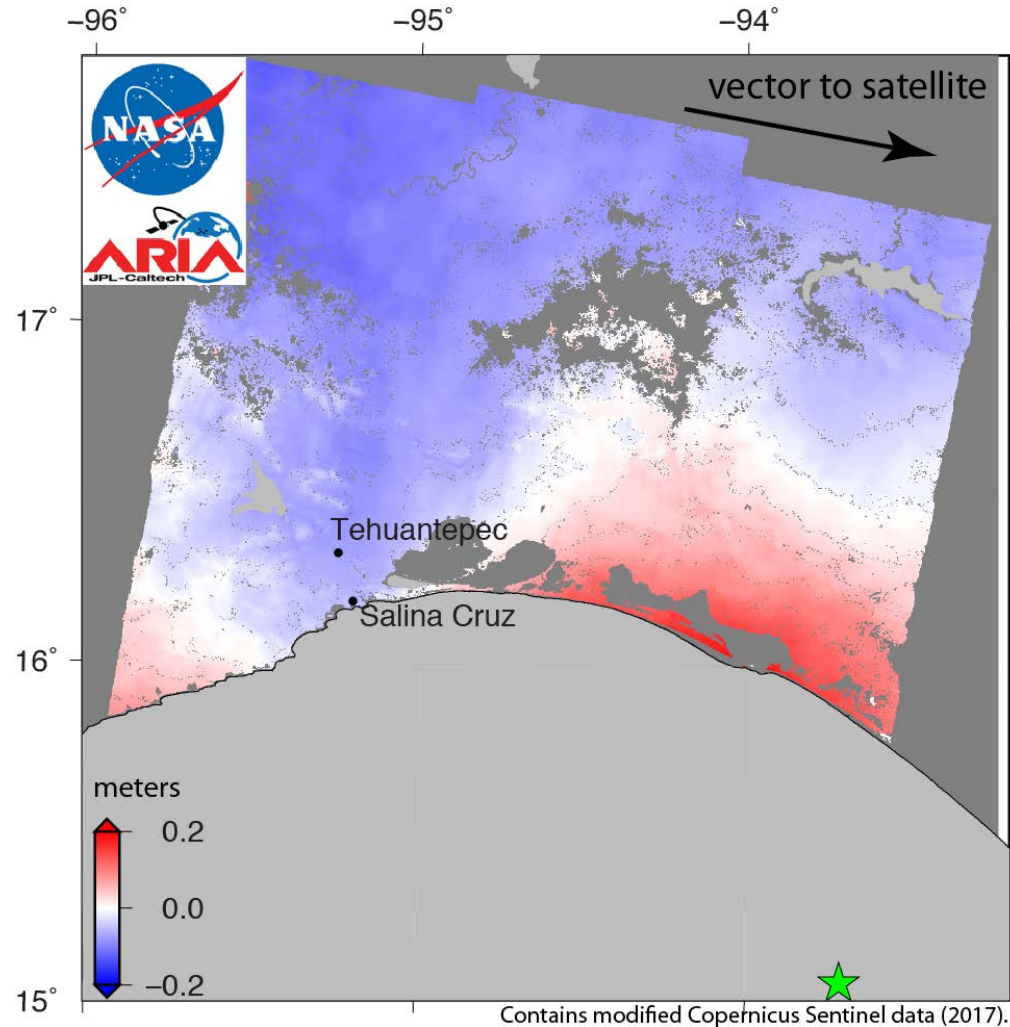 −96˚ −95˚ −94˚
NASA
vector to satellite
ARIA
JPL-Caltech
17˚
Tehuantepec
Salina Cruz
16˚
meters
0.2
0.0
−0.2
15˚
Contains modified Copernicus Sentinel data (2017).